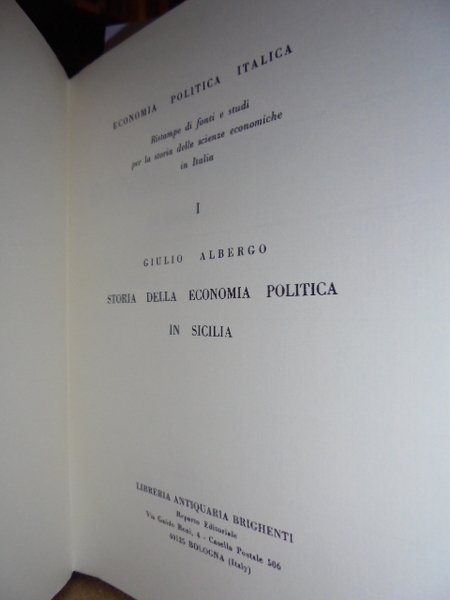 ECONOMIA POLITICA ITALICA
Ristampe di fonti e studi
per la storia delle scienze economiche
in Italia
I
GIULIO ALBERGO
STORIA DELLA ECONOMIA POLITICA
IN SICILIA
LIBRERIA ANTIQUARIA BRIGHENTI
Reparto Editoriale
Via Guido Reni, 4 - Casella Postale 506
40125 BOLOGNA (Italy)